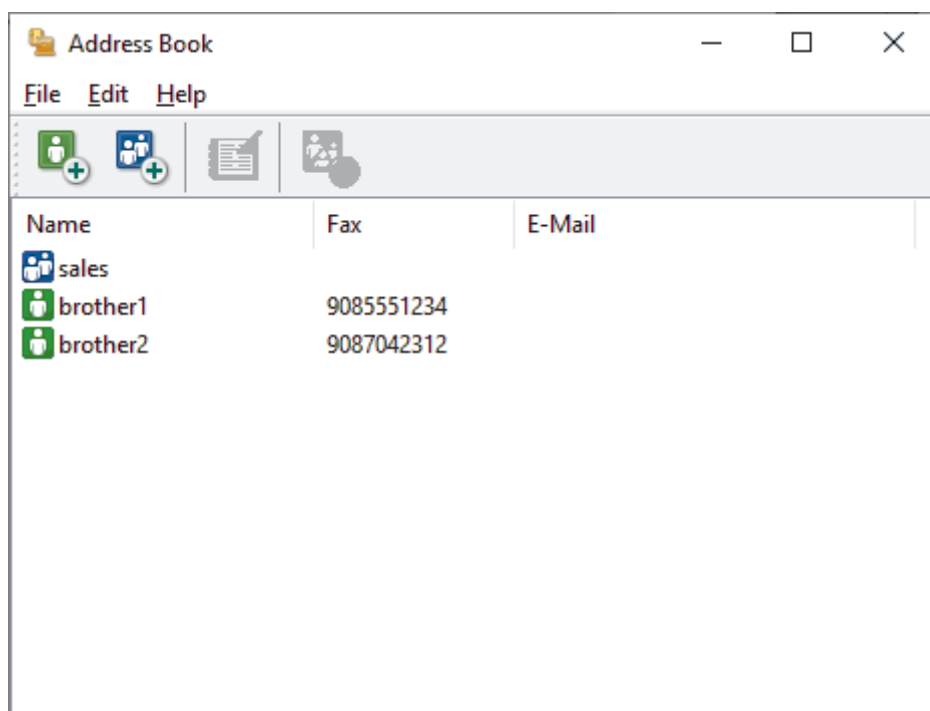 Address Book
File Edit Help
Name Fax E-Mail
sales
brother1 9085551234
brother2 9087042312